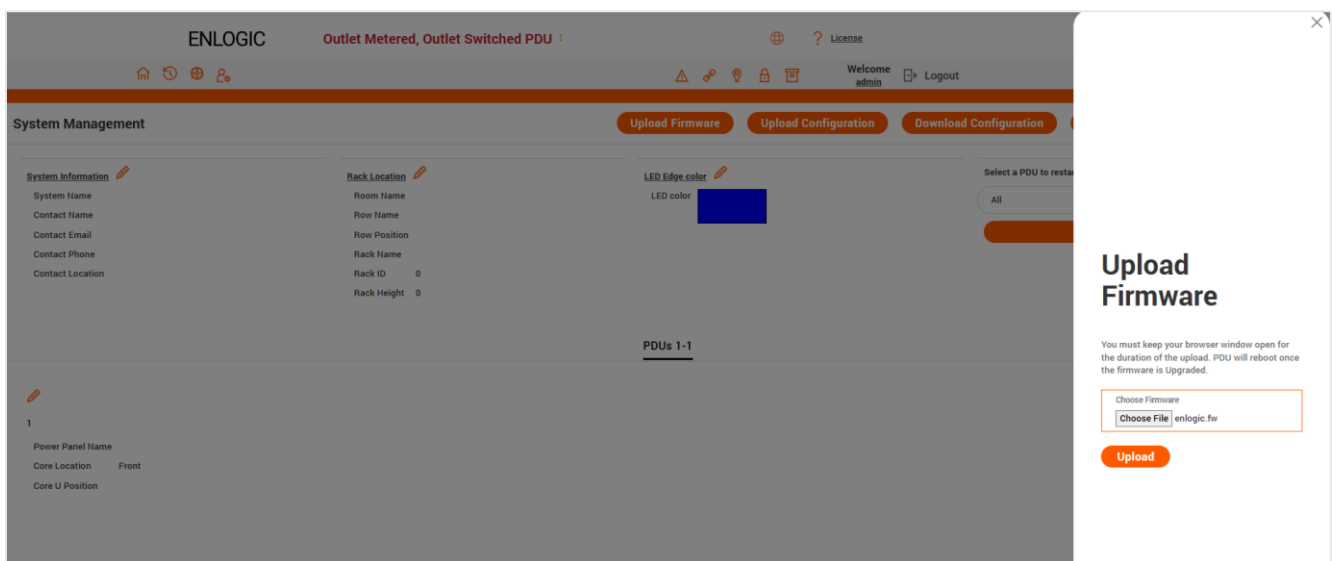 ENLOGIC
Outlet Metered, Outlet Switched PDU
? License
Welcome
admin
Logout
System Management
Upload Firmware
Upload Configuration
Download Configuration
System Information
System Name
Contact Name
Contact Email
Contact Phone
Contact Location
Rack Location
Room Name
Row Name
Row Position
Rack Name
Rack ID 0
Rack Height 0
LED Edge color
LED color
Select a PDU to restar
All
PDUs 1-1
1
Power Panel Name
Core Location Front
Core U Position
Upload
Firmware
You must keep your browser window open for
the duration of the upload. PDU will reboot once
the firmware is Upgraded.
Choose Firmware
Choose File enlogic.fw
Upload